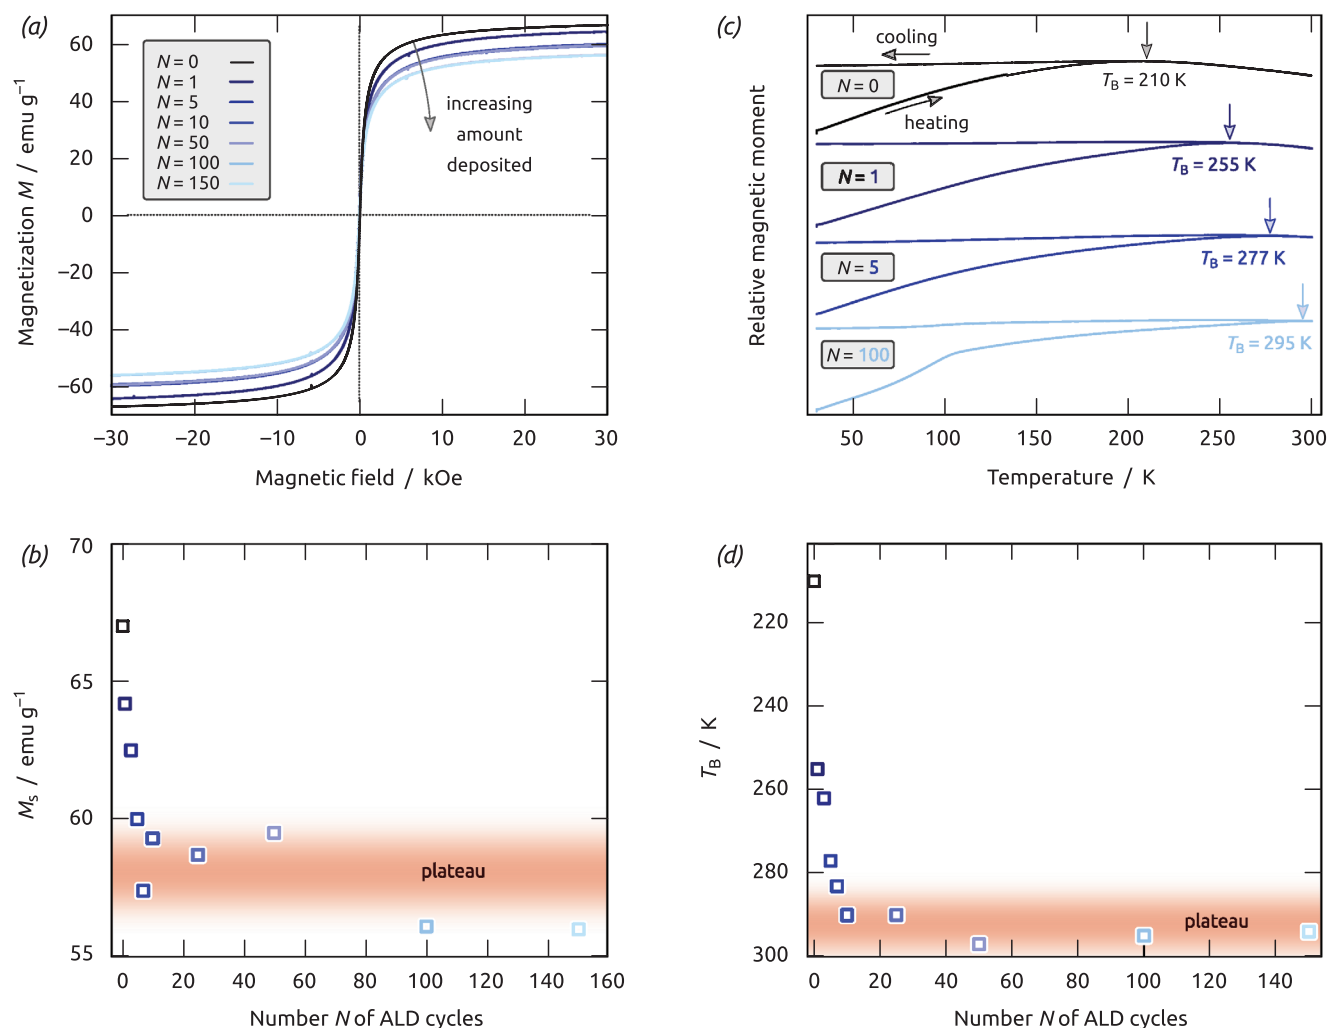 (a)
60
40
20
0
−20
−40
−60
Magnetization M / emu g⁻¹
N = 0
N = 1
N = 5
N = 10
N = 50
N = 100
N = 150
increasing
amount
deposited
−30
−20
−10
0
10
20
30
Magnetic field / kOe
(c)
Relative magnetic moment
cooling
N = 0
heating
T_B = 210 K
N = 1
T_B = 255 K
N = 5
T_B = 277 K
N = 100
T_B = 295 K
50
100
150
200
250
300
Temperature / K
(b)
70
65
60
55
M_s / emu g⁻¹
plateau
0
20
40
60
80
100
120
140
160
Number N of ALD cycles
(d)
220
240
260
280
300
T_B / K
plateau
0
20
40
60
80
100
120
140
Number N of ALD cycles